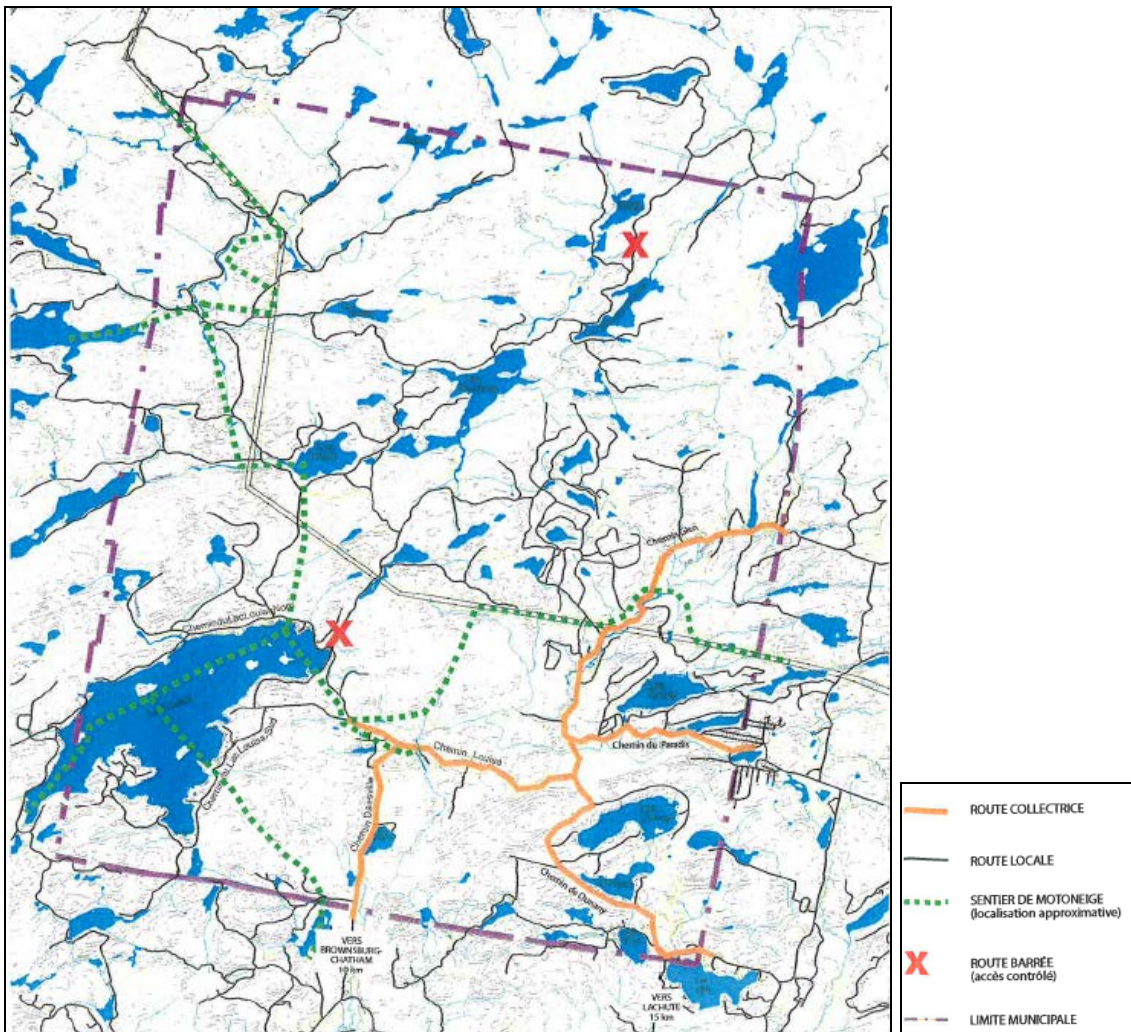 Chemin Glen
Chemin du Lac Louisa Nord
Chemin du Lac Louisa Sud
Chemin Louisa
Chemin du Paradis
Chemin Dalesville
Chemin de Dunany
VERS
BROWNSBURG-
CHATHAM
10 km
VERS
LACHUTE
15 km
X
X
ROUTE COLLECTRICE
ROUTE LOCALE
SENTIER DE MOTONEIGE
(localisation approximative)
X
ROUTE BARRÉE
(accès contrôlé)
LIMITE MUNICIPALE